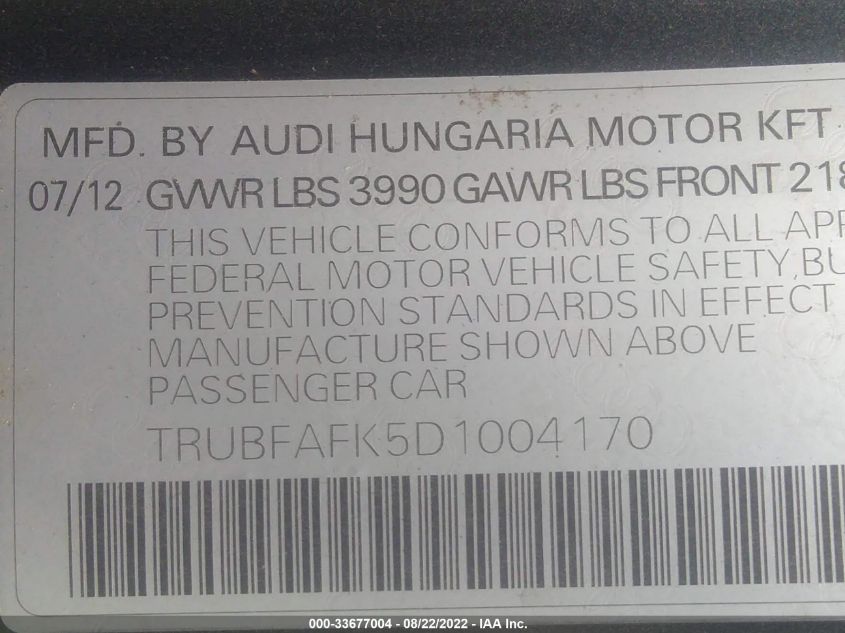 MFD. BY AUDI HUNGARIA MOTOR KFT
07/12 GVWR LBS 3990 GAWR LBS FRONT 218
THIS VEHICLE CONFORMS TO ALL APP
FEDERAL MOTOR VEHICLE SAFETY, BU
PREVENTION STANDARDS IN EFFECT
MANUFACTURE SHOWN ABOVE
PASSENGER CAR
TRUBFAFK5D1004170
000-33677004 - 08/22/2022 - IAA Inc.